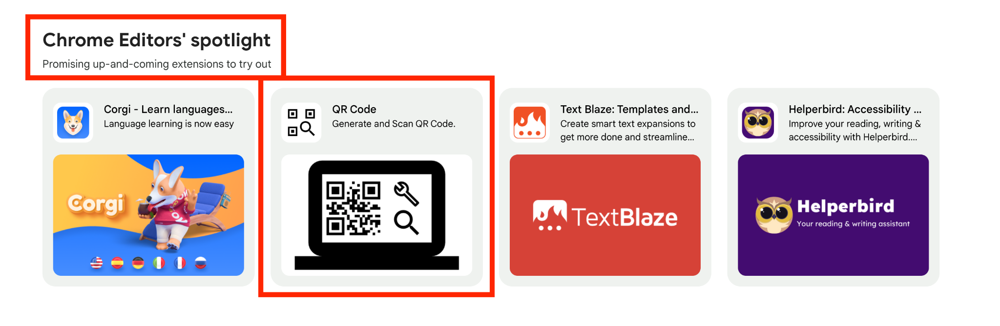 Chrome Editors' spotlight
Promising up-and-coming extensions to try out
Corgi - Learn languages...
Language learning is now easy
Corgi
QR Code
Generate and Scan QR Code.
Text Blaze: Templates and...
Create smart text expansions to
get more done and streamline...
TextBlaze
Helperbird: Accessibility ...
Improve your reading, writing &
accessibility with Helperbird....
Helperbird
Your reading & writing assistant